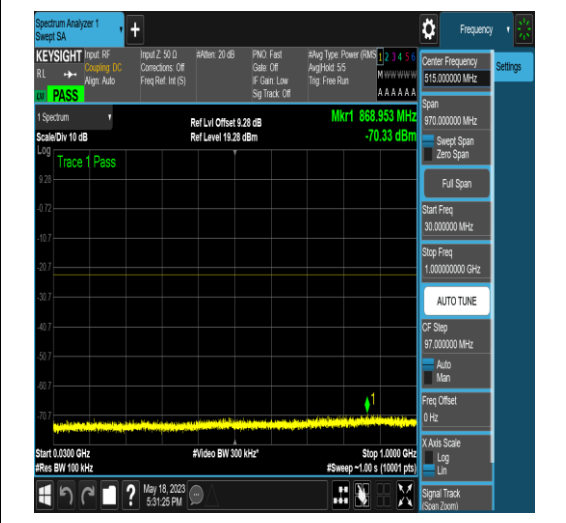 Spectrum Analyzer 1
Swept SA
+
Frequency
KEYSIGHT
RL
PASS
Input: RF
Coupling: DC
Align: Auto
Input Z: 50 Ω
Corrections: Off
Freq Ref: Int (S)
#Atten: 20 dB
PNO: Fast
Gate: Off
IF Gain: Low
Sig Track: Off
#Avg Type: Power (RMS
Avg|Hold: 5/5
Trig: Free Run
1 2 3 4 5 6
M W W W W W
A A A A A A
1 Spectrum
Scale/Div 10 dB
Ref Lvl Offset 9.28 dB
Ref Level 19.28 dBm
Mkr1 868.953 MHz
-70.33 dBm
Log
Trace 1 Pass
9.28
-0.72
-10.7
-20.7
-30.7
-40.7
-50.7
-60.7
-70.7
1
Start 0.0300 GHz
#Res BW 100 kHz
#Video BW 300 kHz*
Stop 1.0000 GHz
#Sweep ~1.00 s (10001 pts)
?
May 18, 2023
5:31:25 PM
Center Frequency
515.000000 MHz
Settings
Span
970.000000 MHz
Swept Span
Zero Span
Full Span
Start Freq
30.000000 MHz
Stop Freq
1.000000000 GHz
AUTO TUNE
CF Step
97.000000 MHz
Auto
Man
Freq Offset
0 Hz
X Axis Scale
Log
Lin
Signal Track
(Span Zoom)